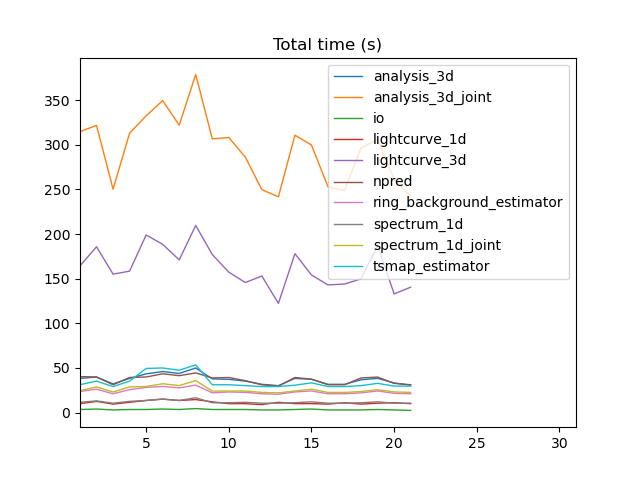 Total time (s)
350
300
250
200
150
100
50
0
5
10
15
20
25
30
analysis_3d
analysis_3d_joint
io
lightcurve_1d
lightcurve_3d
npred
ring_background_estimator
spectrum_1d
spectrum_1d_joint
tsmap_estimator